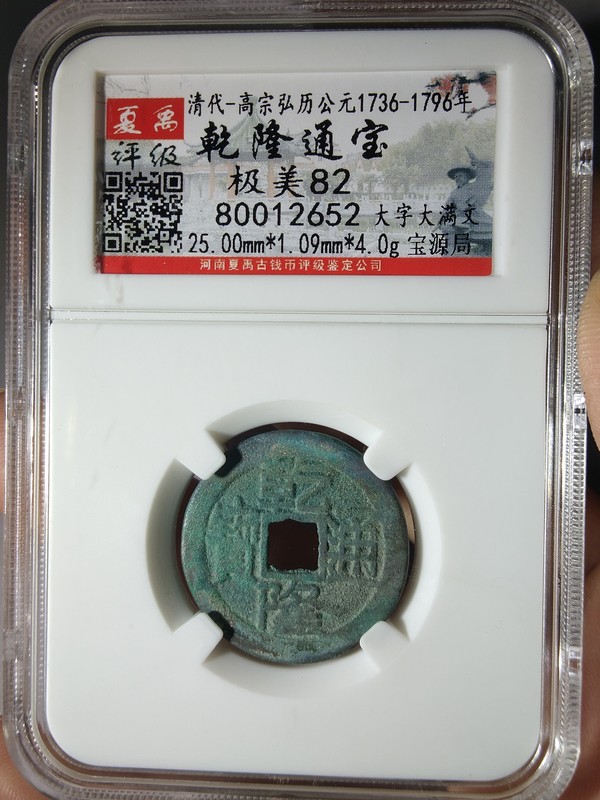 清代-高宗弘历公元1736-1796年
夏禹
评级
乾隆通宝
极美82
80012652 大字大满文
25.00mm*1.09mm*4.0g 宝源局
河南夏禹古钱币评级鉴定公司
乾隆通寳